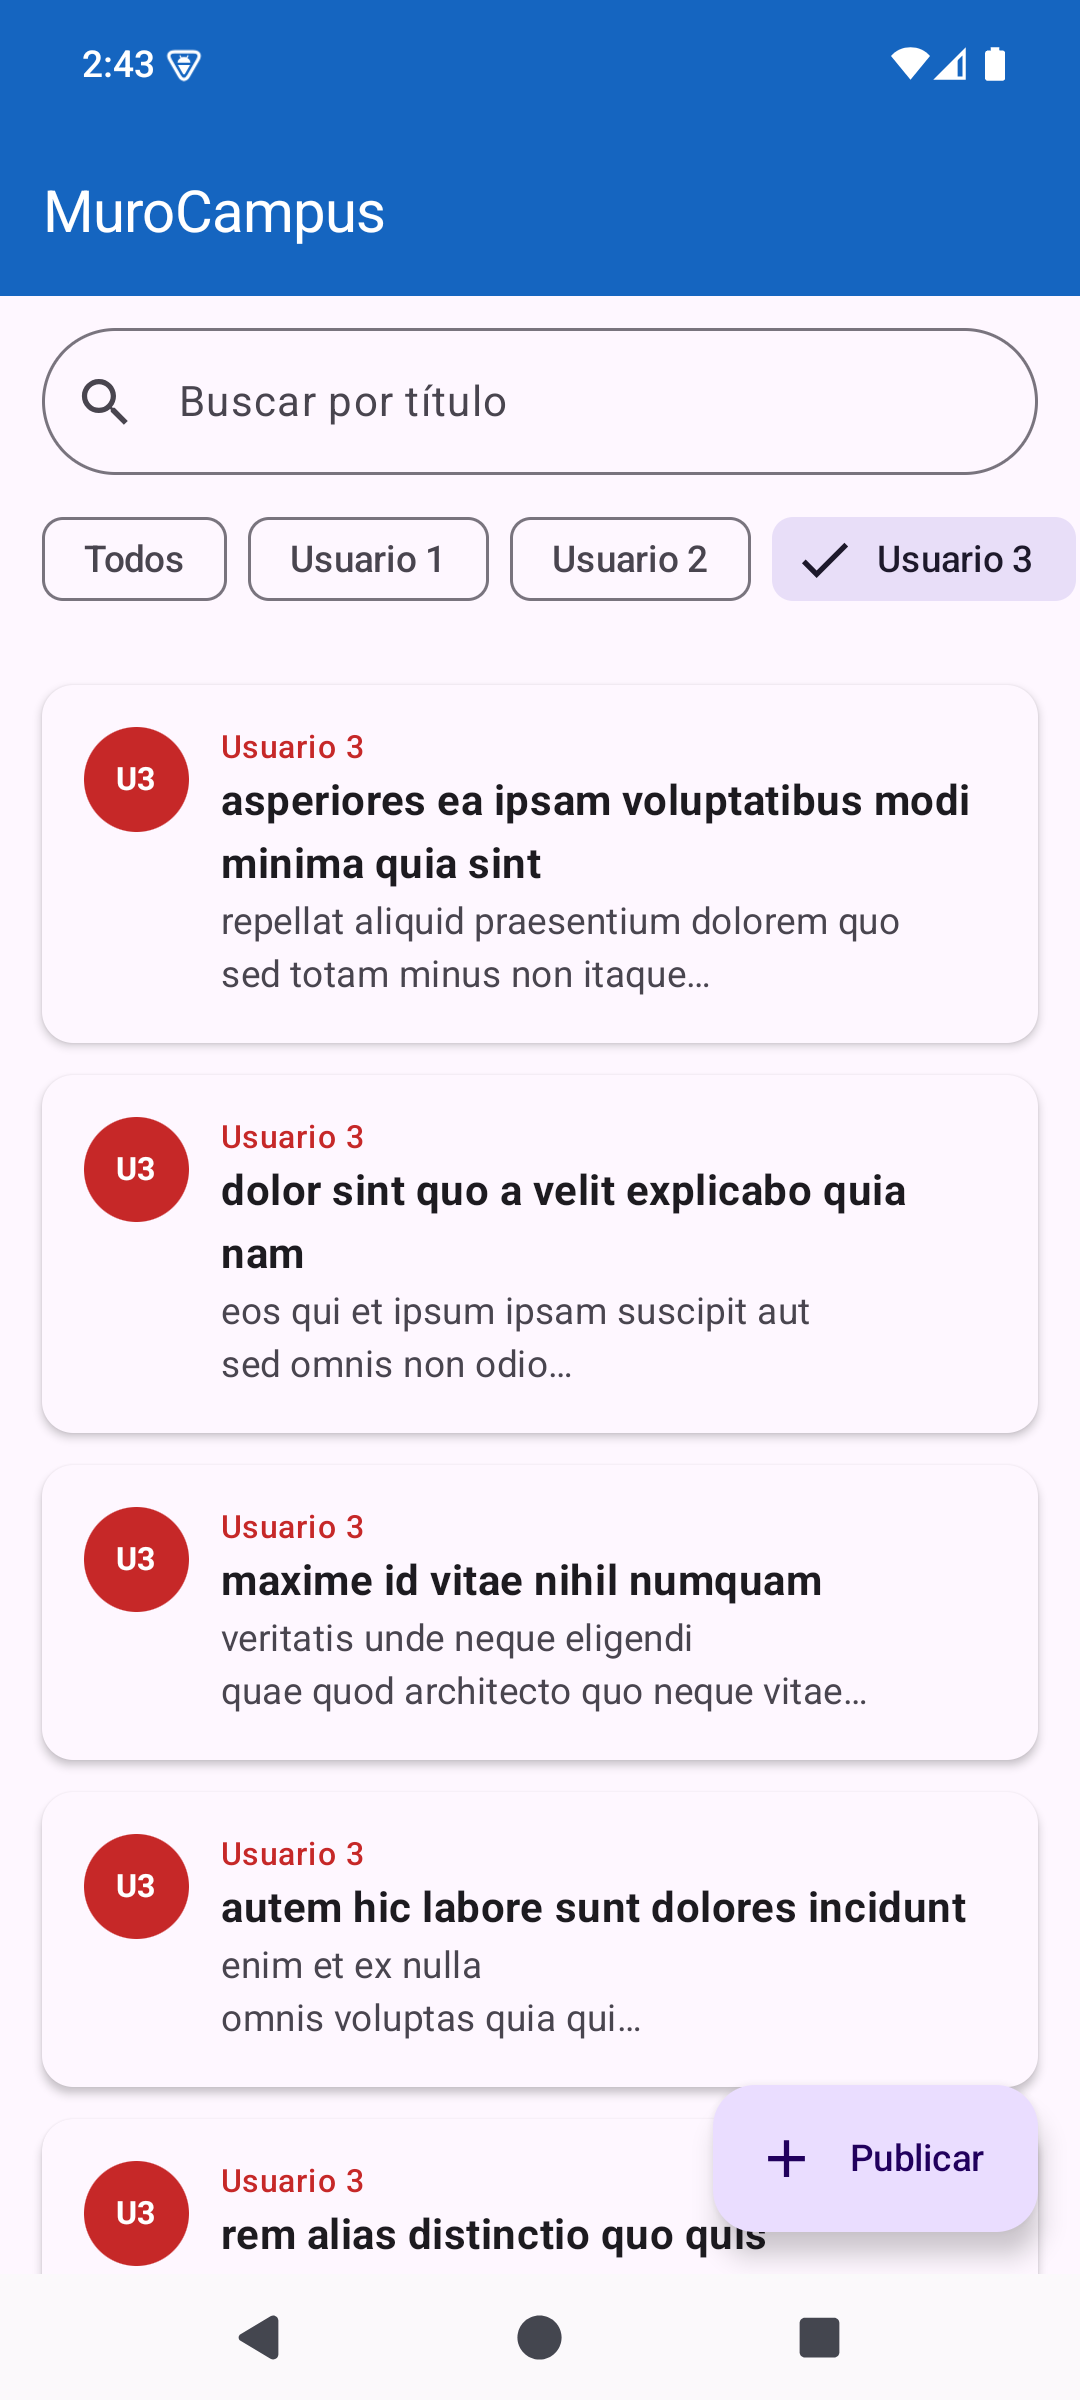 2:43
MuroCampus
Buscar por título
Todos
Usuario 1
Usuario 2
Usuario 3
U3
Usuario 3
asperiores ea ipsam voluptatibus modi
minima quia sint
repellat aliquid praesentium dolorem quo
sed totam minus non itaque…
U3
Usuario 3
dolor sint quo a velit explicabo quia
nam
eos qui et ipsum ipsam suscipit aut
sed omnis non odio…
U3
Usuario 3
maxime id vitae nihil numquam
veritatis unde neque eligendi
quae quod architecto quo neque vitae…
U3
Usuario 3
autem hic labore sunt dolores incidunt
enim et ex nulla
omnis voluptas quia qui…
U3
Usuario 3
rem alias distinctio quo quis
Publicar